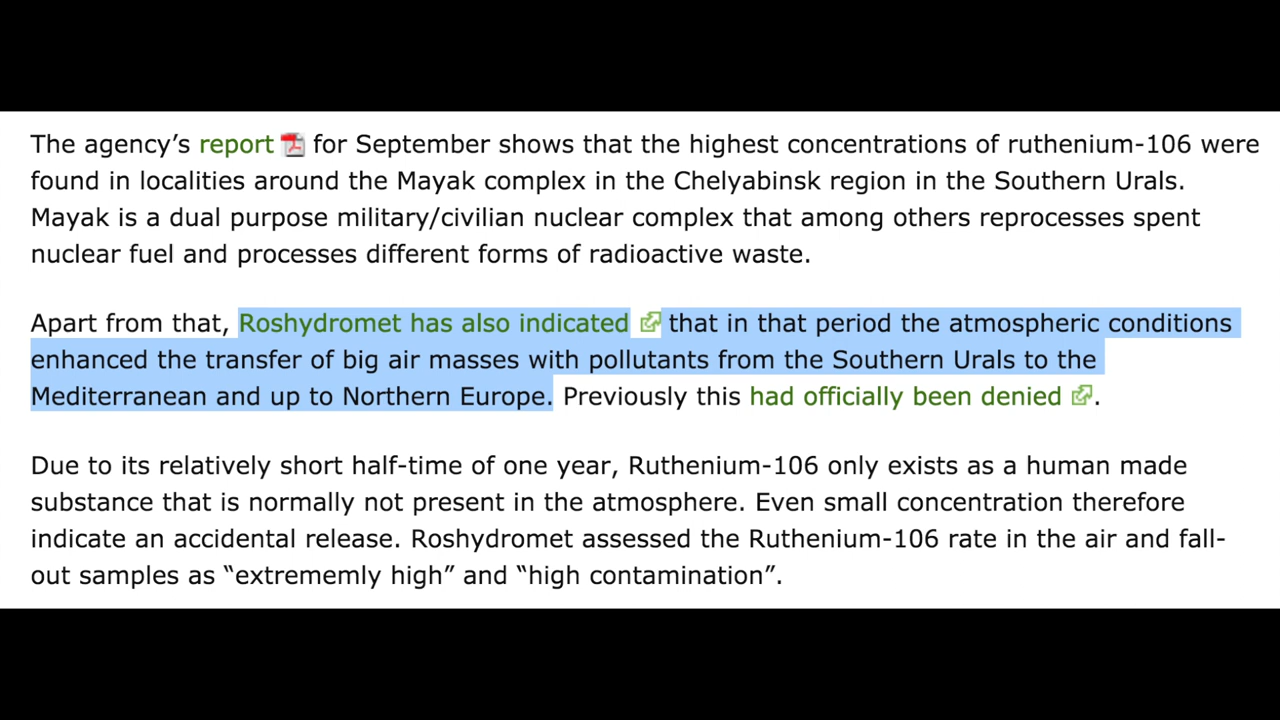 The agency’s report for September shows that the highest concentrations of ruthenium-106 were
found in localities around the Mayak complex in the Chelyabinsk region in the Southern Urals.
Mayak is a dual purpose military/civilian nuclear complex that among others reprocesses spent
nuclear fuel and processes different forms of radioactive waste.
Apart from that, Roshydromet has also indicated that in that period the atmospheric conditions
enhanced the transfer of big air masses with pollutants from the Southern Urals to the
Mediterranean and up to Northern Europe. Previously this had officially been denied.
Due to its relatively short half-time of one year, Ruthenium-106 only exists as a human made
substance that is normally not present in the atmosphere. Even small concentration therefore
indicate an accidental release. Roshydromet assessed the Ruthenium-106 rate in the air and fall-
out samples as “extrememly high” and “high contamination”.